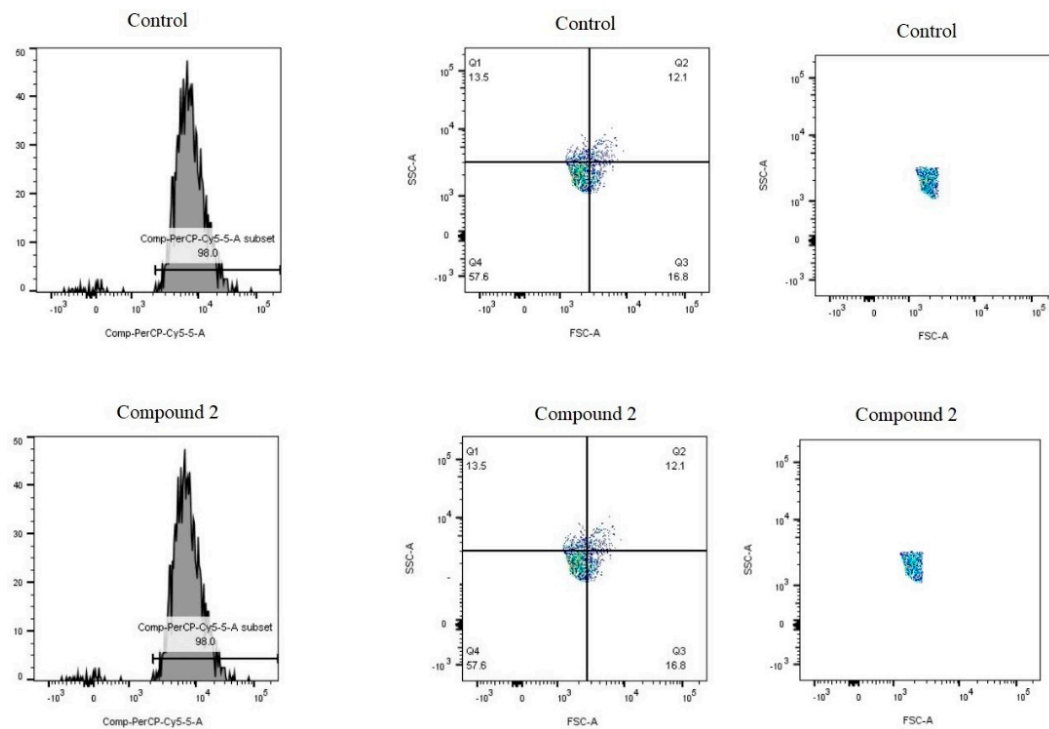 Control
50
40
30
20
10
0
Comp-PerCP-Cy5-5-A subset
98.0
-10³ 0 10³ 10⁴ 10⁵
Comp-PerCP-Cy5-5-A
Control
Q1
13.5
Q2
12.1
10⁵
10⁴
10³
0
-10³
SSC-A
Q4
57.6
Q3
16.8
-10³ 0 10³ 10⁴ 10⁵
FSC-A
Control
10⁵
10⁴
10³
0
-10³
SSC-A
-10³ 0 10³ 10⁴ 10⁵
FSC-A
Compound 2
50
40
30
20
10
0
Comp-PerCP-Cy5-5-A subset
98.0
-10³ 0 10³ 10⁴ 10⁵
Comp-PerCP-Cy5-5-A
Compound 2
Q1
13.5
Q2
12.1
10⁵
10⁴
0
-10³
SSC-A
Q4
57.6
Q3
16.8
-10³ 0 10³ 10⁴ 10⁵
FSC-A
Compound 2
10⁵
10⁴
10³
0
-10³
SSC-A
-10³ 0 10³ 10⁴ 10⁵
FSC-A